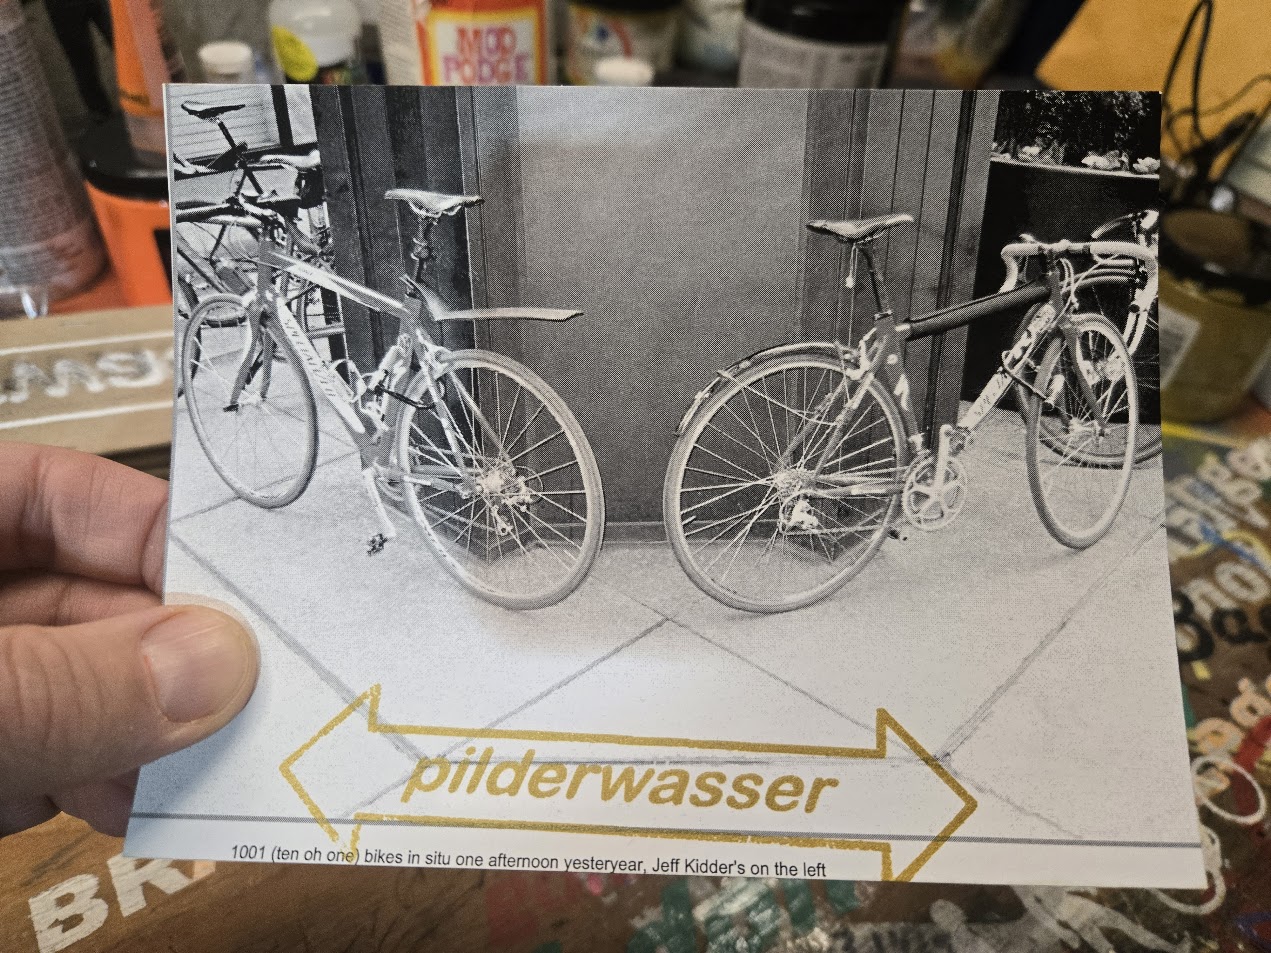 MOD
PODGE
SPECIALIZED
pilderwasser
1001 (ten oh one) bikes in situ one afternoon yesteryear, Jeff Kidder's on the left